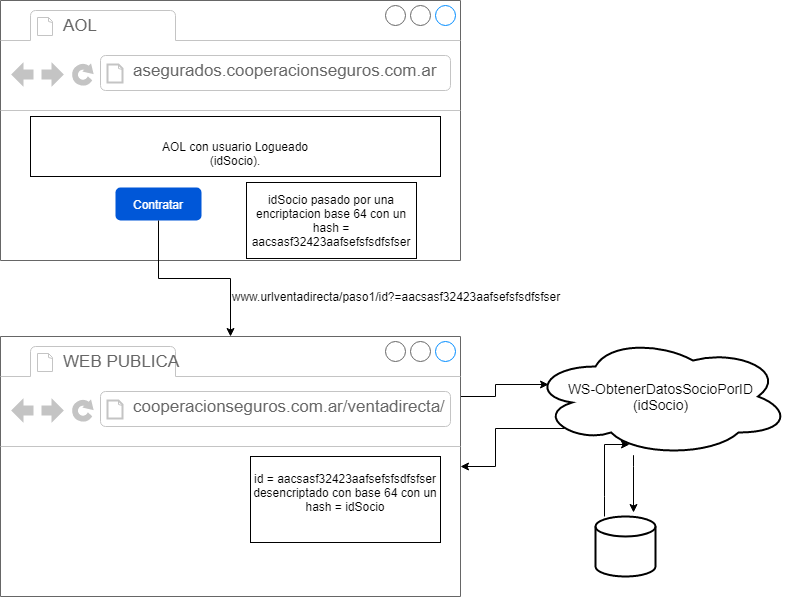 AOL
asegurados.cooperacionseguros.com.ar
AOL con usuario Logueado
(idSocio).
Contratar
idSocio pasado por una
encriptacion base 64 con un
hash =
aacsasf32423aafsefsfsdfsfser
www.urlventadirecta/paso1/id?=aacsasf32423aafsefsfsdfsfser
WEB PUBLICA
cooperacionseguros.com.ar/ventadirecta/
WS-ObtenerDatosSocioPorID
(idSocio)
id = aacsasf32423aafsefsfsdfsfser
desencriptado con base 64 con un
hash = idSocio